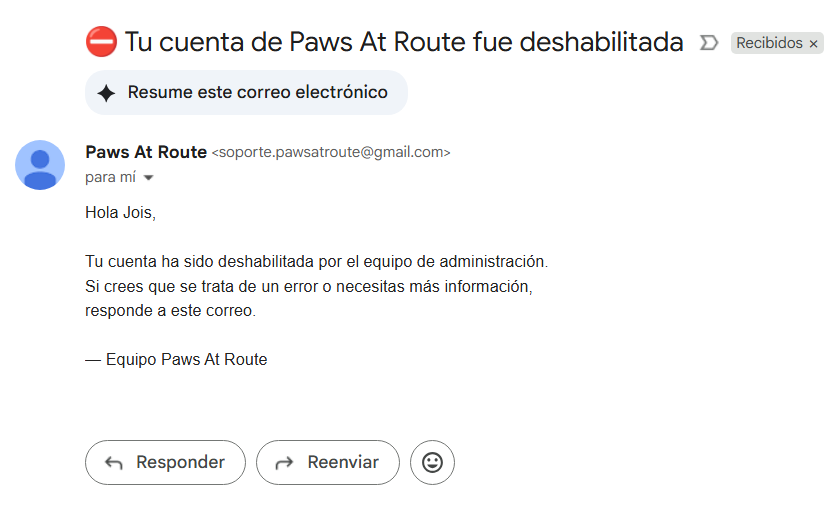 ⛔ Tu cuenta de Paws At Route fue deshabilitada Recibidos ×
Resume este correo electrónico
Paws At Route <soporte.pawsatroute@gmail.com>
para mí
Hola Jois,
Tu cuenta ha sido deshabilitada por el equipo de administración.
Si crees que se trata de un error o necesitas más información,
responde a este correo.
— Equipo Paws At Route
Responder Reenviar